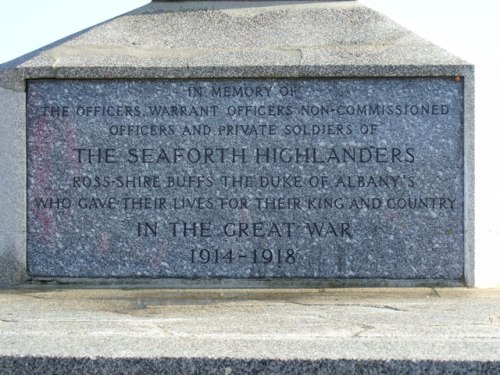 IN MEMORY OF
THE OFFICERS, WARRANT OFFICERS NON-COMMISSIONED
OFFICERS AND PRIVATE SOLDIERS OF
THE SEAFORTH HIGHLANDERS
ROSS-SHIRE BUFFS THE DUKE OF ALBANY'S
WHO GAVE THEIR LIVES FOR THEIR KING AND COUNTRY
IN THE GREAT WAR
1914-1918